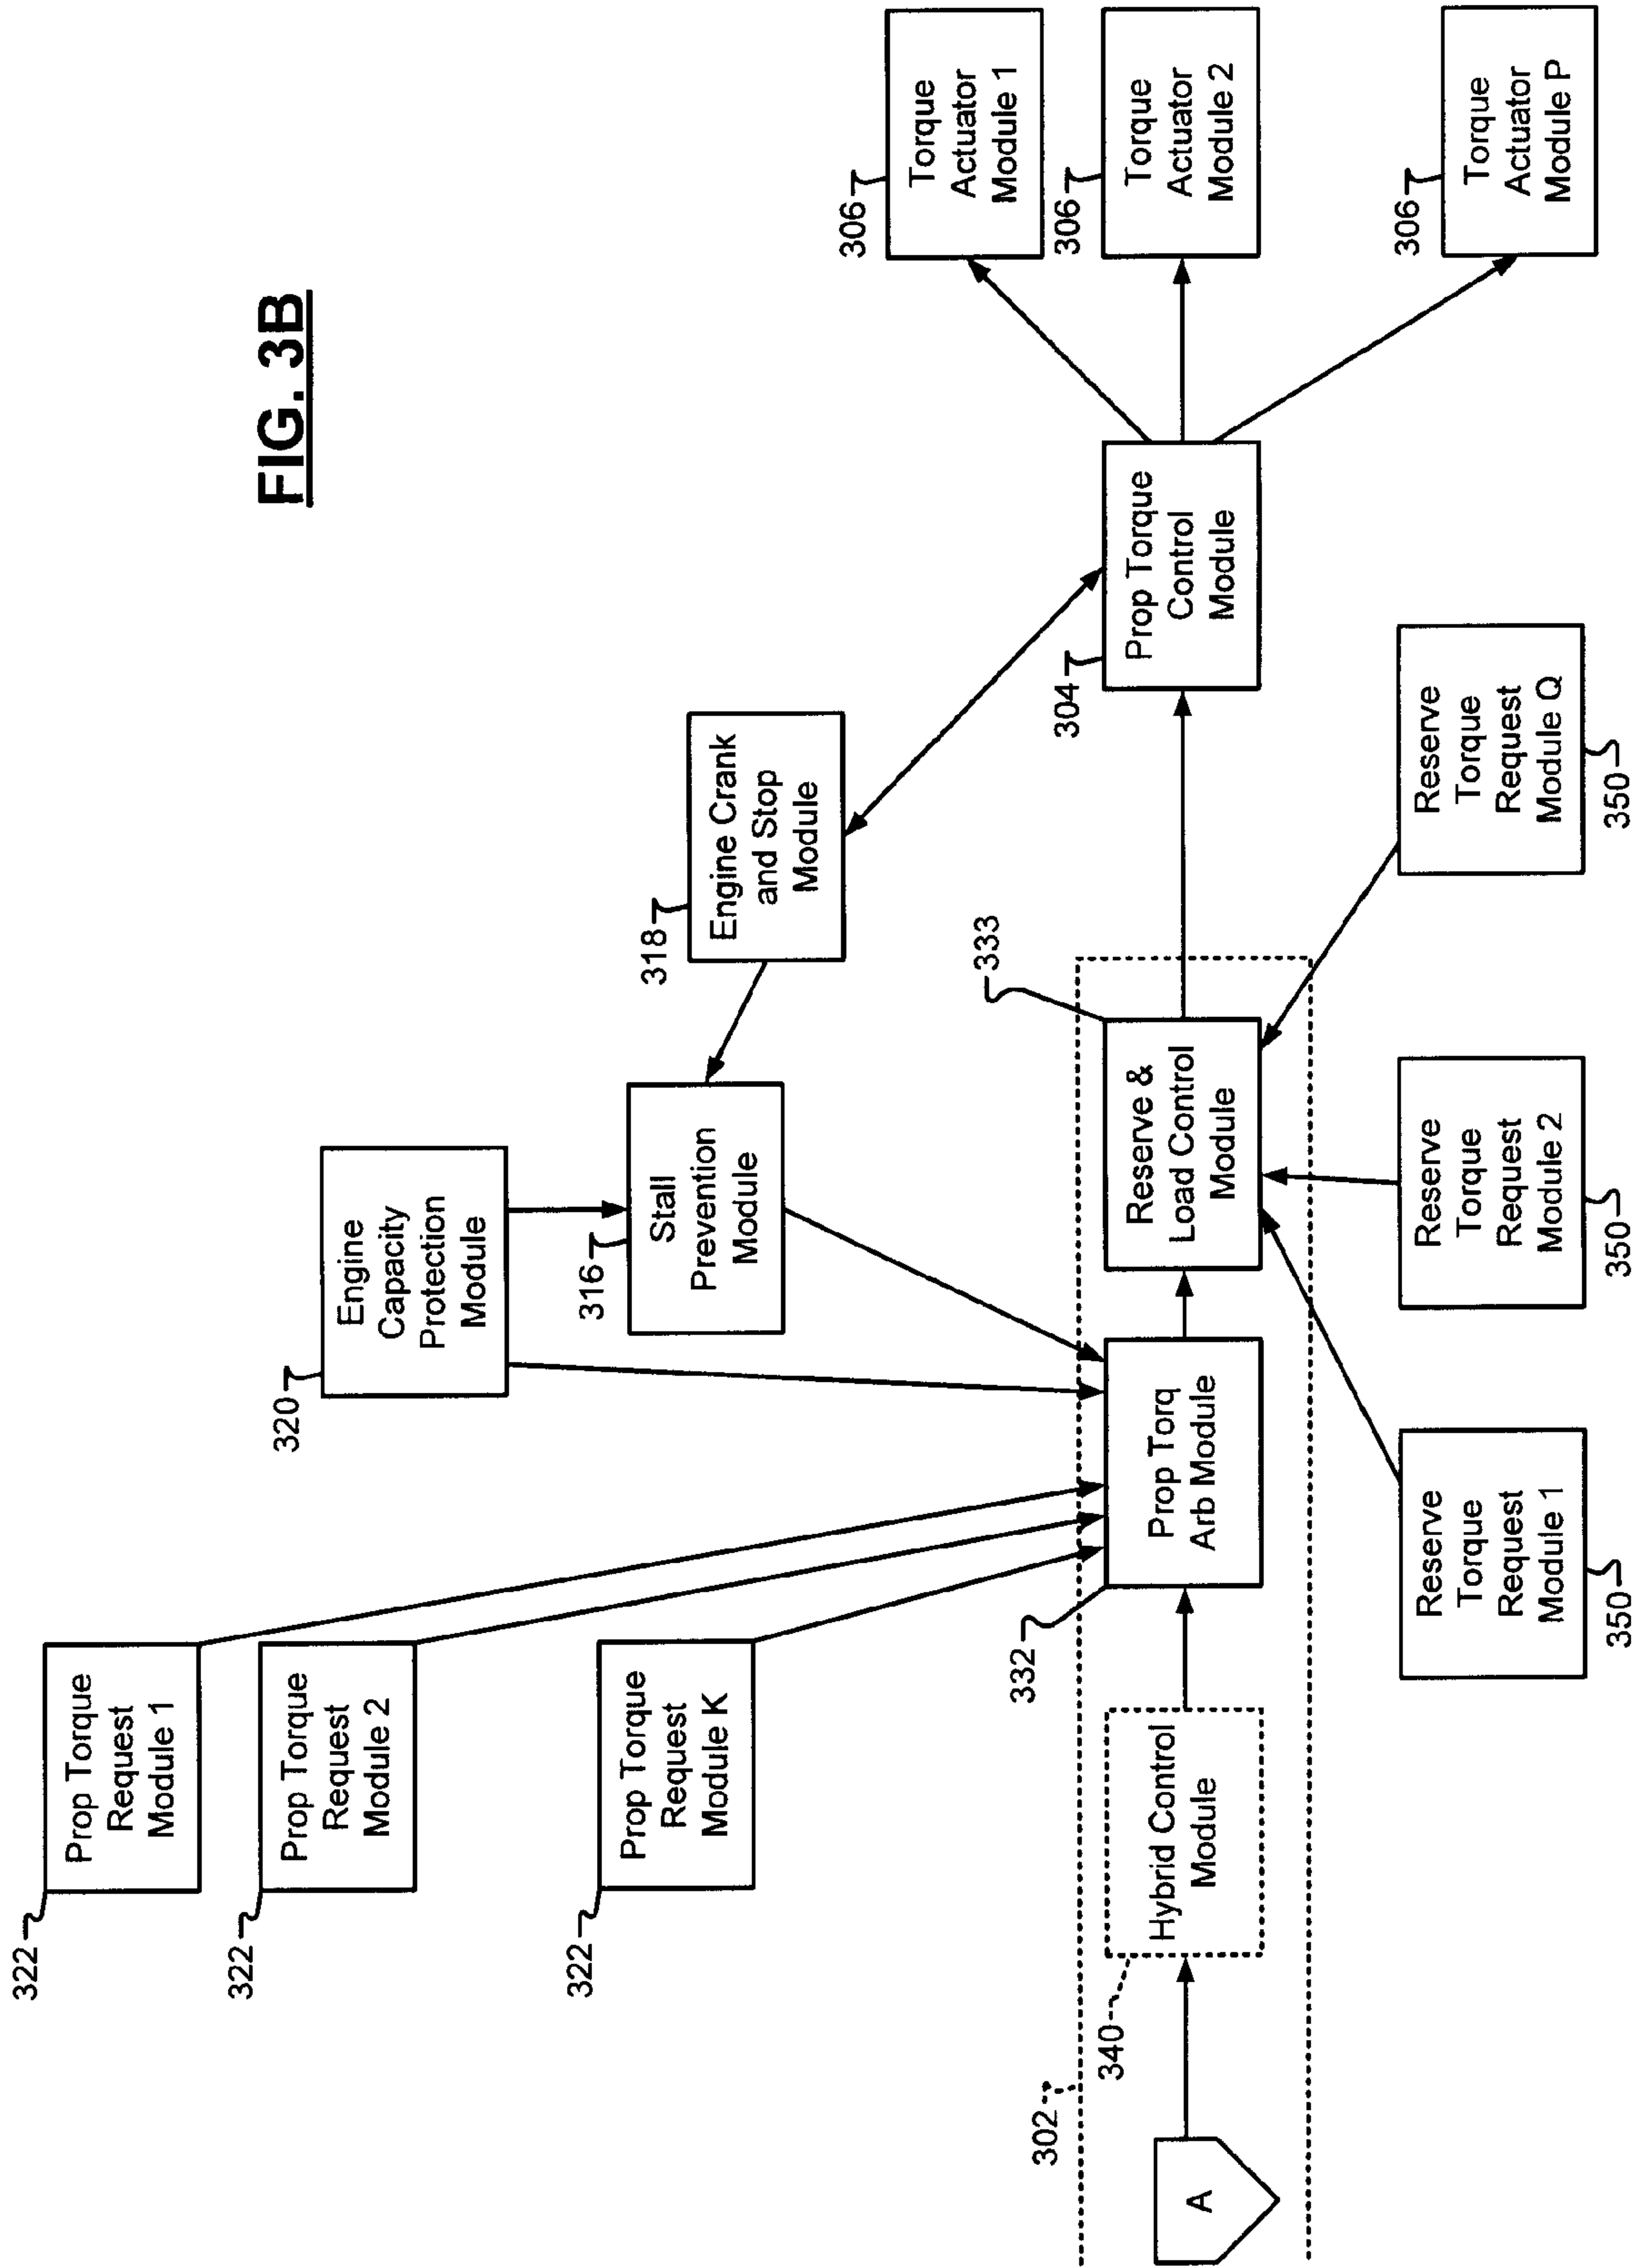 FIG. 3B
322
Prop Torque
Request
Module 1
322
Prop Torque
Request
Module 2
322
Prop Torque
Request
Module K
320
Engine
Capacity
Protection
Module
316
Stall
Prevention
Module
318
Engine Crank
and Stop
Module
306
Torque
Actuator
Module 1
306
Torque
Actuator
Module 2
306
Torque
Actuator
Module P
302
A
340
Hybrid Control
Module
332
Prop Torq
Arb Module
333
Reserve &
Load Control
Module
304
Prop Torque
Control
Module
Reserve
Torque
Request
Module 1
350
Reserve
Torque
Request
Module 2
350
Reserve
Torque
Request
Module Q
350